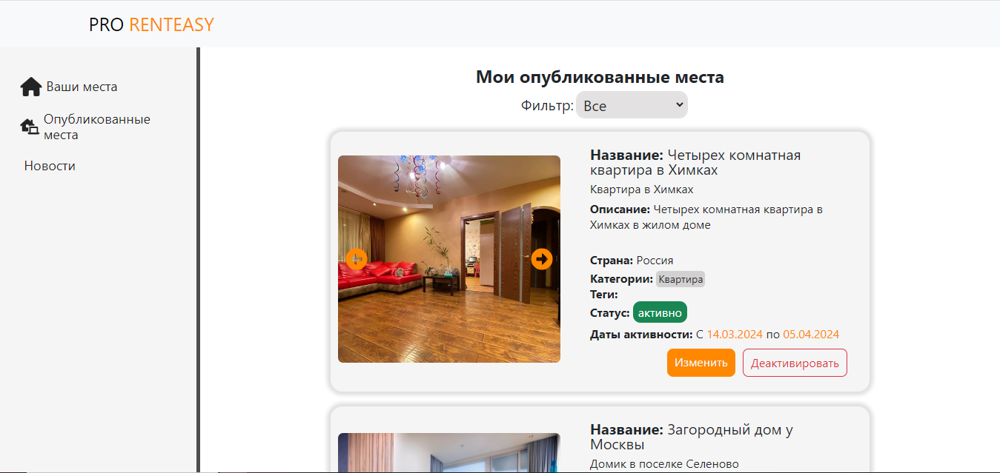 PRO RENTEASY
Ваши места
Опубликованные
места
Новости
Мои опубликованные места
Фильтр: Все
Название: Четырех комнатная
квартира в Химках
Квартира в Химках
Описание: Четырех комнатная квартира в
Химках в жилом доме
Страна: Россия
Категории: Квартира
Теги:
Статус: активно
Даты активности: С 14.03.2024 по 05.04.2024
Изменить Деактивировать
Название: Загородный дом у
Москвы
Домик в поселке Селеново